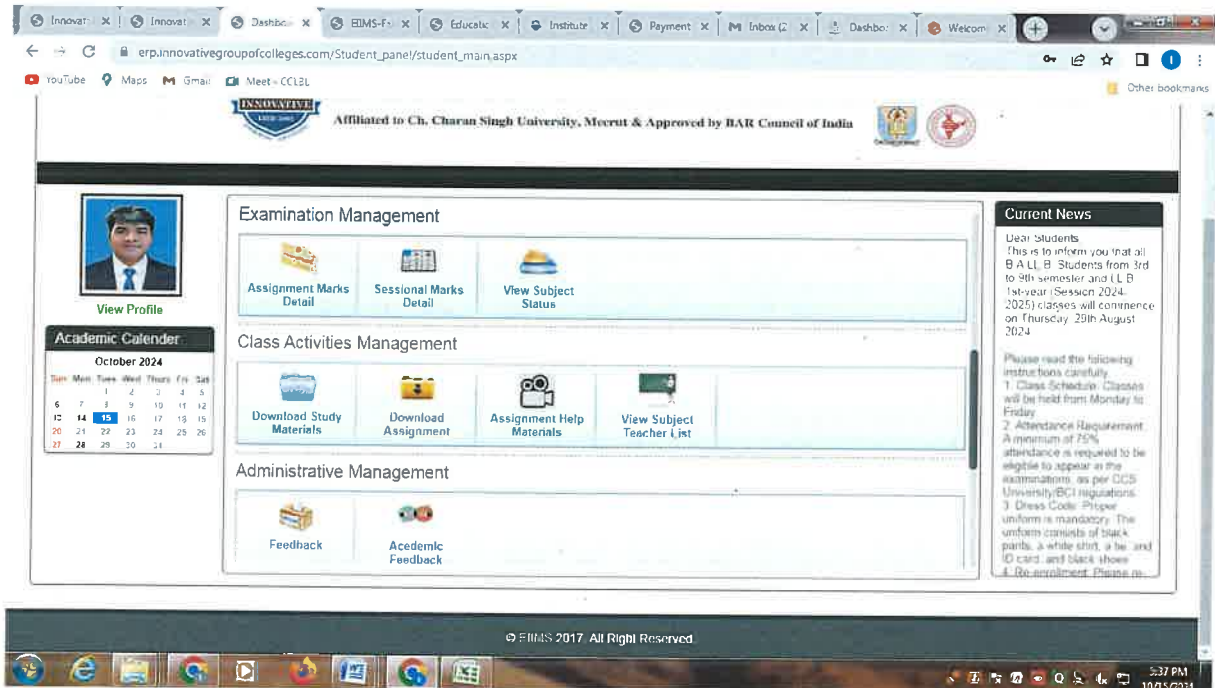 Innovat
Innovat
Dashbo
EIIMS-F
Educatio
Institute
Payment
Inbox (2
Dashbo
Welcom
erp.innovativegroupofcolleges.com/Student_panel/student_main.aspx
YouTube
Maps
Gmail
Meet - CCLBL
Other bookmarks
INNOVATIVE
Affiliated to Ch. Charan Singh University, Meerut & Approved by BAR Council of India
View Profile
Academic Calender
October 2024
Sun Mon Tues Wed Thurs Fri Sat
1 2 3 4 5
6 7 8 9 10 11 12
13 14 15 16 17 18 19
20 21 22 23 24 25 26
27 28 29 30 31
Examination Management
Assignment Marks
Detail
Sessional Marks
Detail
View Subject
Status
Class Activities Management
Download Study
Materials
Download
Assignment
Assignment Help
Materials
View Subject
Teacher List
Administrative Management
Feedback
Acedemic
Feedback
Current News
Dear Students
This is to inform you that all
B.A.LL.B. Students from 3rd
to 9th semester and LL.B
1st-year (Session 2024-
2025) classes will commence
on Thursday, 29th August
2024
Please read the following
instructions carefully
1. Class Schedule: Classes
will be held from Monday to
Friday
2. Attendance Requirement:
A minimum of 75%
attendance is required to be
eligible to appear in the
examinations, as per CCS
University/BCI regulations.
3. Dress Code: Proper
uniform is mandatory. The
uniform consists of black
pants, a white shirt, a tie, and
ID card, and black shoes
4. Re-enrollment: Please re-
© EIIMS 2017. All Right Reserved.
5:37 PM
10/15/2024